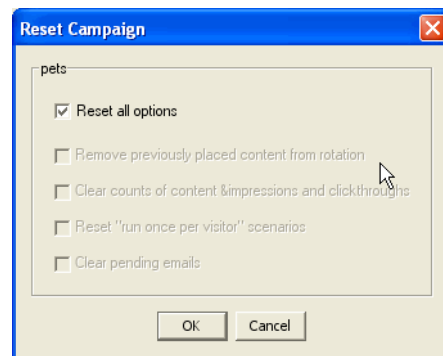 Reset Campaign
pets
Reset all options
Remove previously placed content from rotation
Clear counts of content &impressions and clickthroughs
Reset "run once per visitor" scenarios
Clear pending emails
OK Cancel